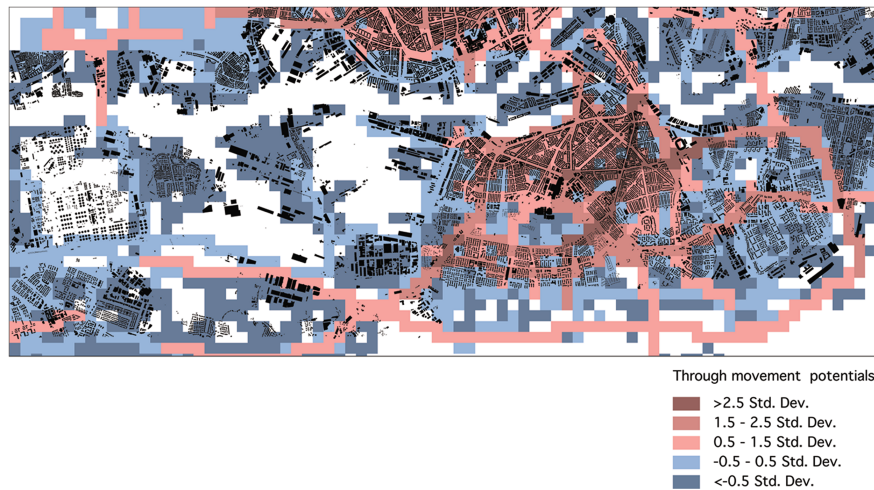 Through movement potentials
>2.5 Std. Dev.
1.5 - 2.5 Std. Dev.
0.5 - 1.5 Std. Dev.
-0.5 - 0.5 Std. Dev.
<-0.5 Std. Dev.